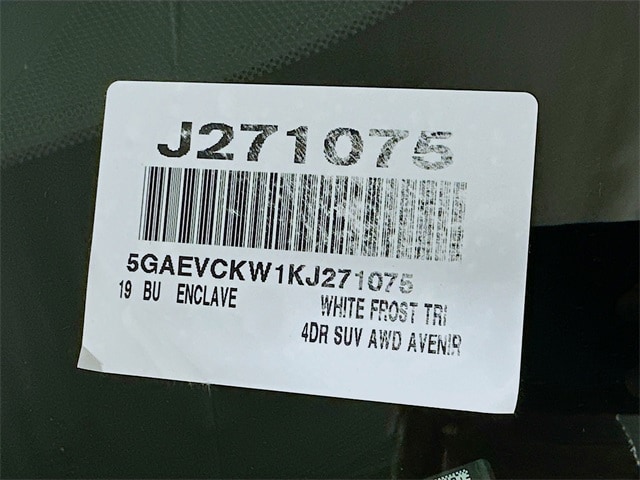 J271075
5GAEVCKW1KJ271075
19 BU ENCLAVE
WHITE FROST TRI
4DR SUV AWD AVENIR